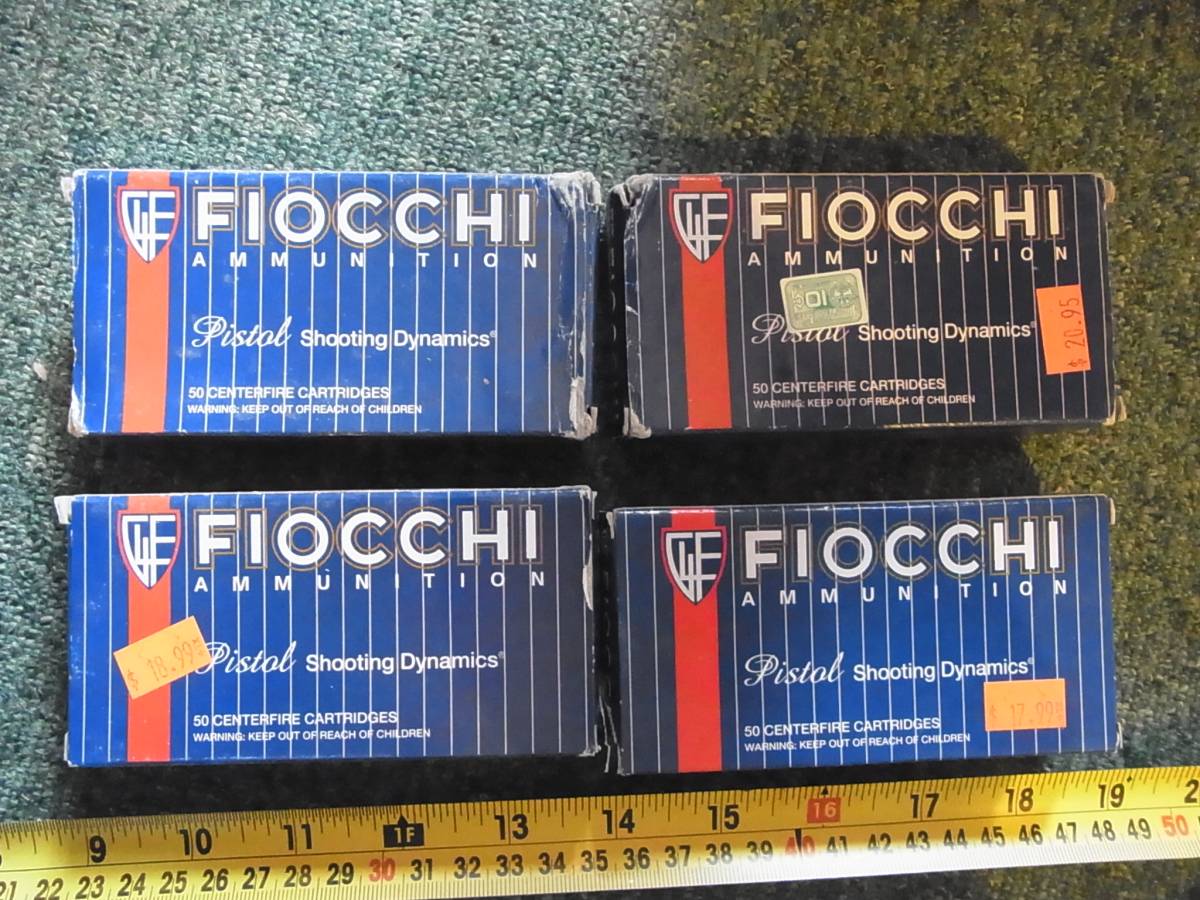 FIOCCHI
AMMUNITION
Pistol Shooting Dynamics®
50 CENTERFIRE CARTRIDGES
WARNING: KEEP OUT OF REACH OF CHILDREN
FIOCCHI
AMMUNITION
10
Pistol Shooting Dynamics®
$ 20.95
50 CENTERFIRE CARTRIDGES
WARNING: KEEP OUT OF REACH OF CHILDREN
FIOCCHI
AMMUNITION
$ 18.99
Pistol Shooting Dynamics®
50 CENTERFIRE CARTRIDGES
WARNING: KEEP OUT OF REACH OF CHILDREN
FIOCCHI
AMMUNITION
Pistol Shooting Dynamics®
$ 17.99
50 CENTERFIRE CARTRIDGES
WARNING: KEEP OUT OF REACH OF CHILDREN
9 10 11 1F 13 14 15 16 17 18 19 2
21 22 23 24 25 26 27 28 29 30 31 32 33 34 35 36 37 38 39 40 41 42 43 44 45 46 47 48 49 50